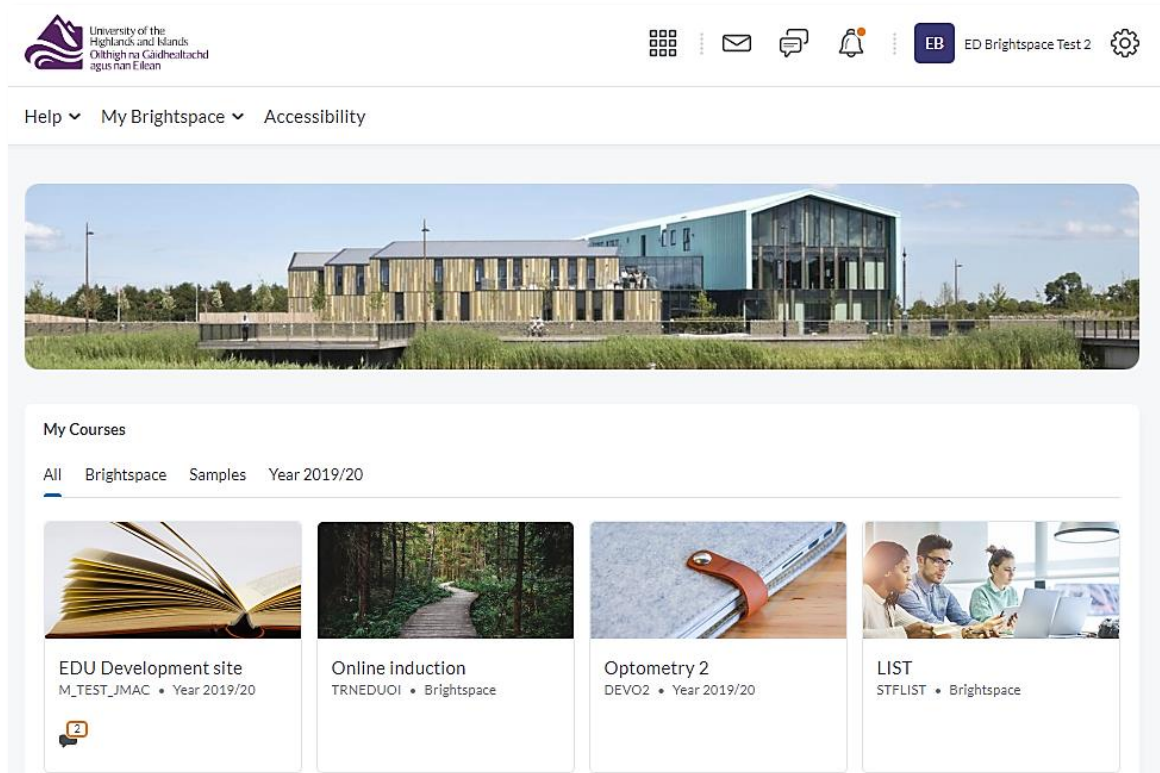 University of the
Highlands and Islands
Oilthigh na Gàidhealtachd
agus nan Eilean
EB
ED Brightspace Test 2
Help
My Brightspace
Accessibility
My Courses
All
Brightspace
Samples
Year 2019/20
EDU Development site
M_TEST_JMAC • Year 2019/20
2
Online induction
TRNEDUOI • Brightspace
Optometry 2
DEVO2 • Year 2019/20
LIST
STFLIST • Brightspace